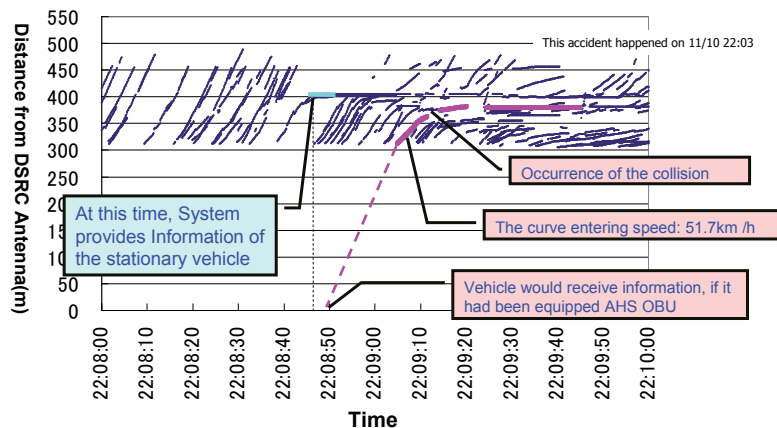 Distance from DSRC Antenna(m)
550
500
450
400
350
300
250
200
150
100
50
0
This accident happened on 11/10 22:03
Occurrence of the collision
At this time, System
provides Information of
the stationary vehicle
The curve entering speed: 51.7km /h
Vehicle would receive information, if it
had been equipped AHS OBU
22:08:00
22:08:10
22:08:20
22:08:30
22:08:40
22:08:50
22:09:00
22:09:10
22:09:20
22:09:30
22:09:40
22:09:50
22:10:00
Time